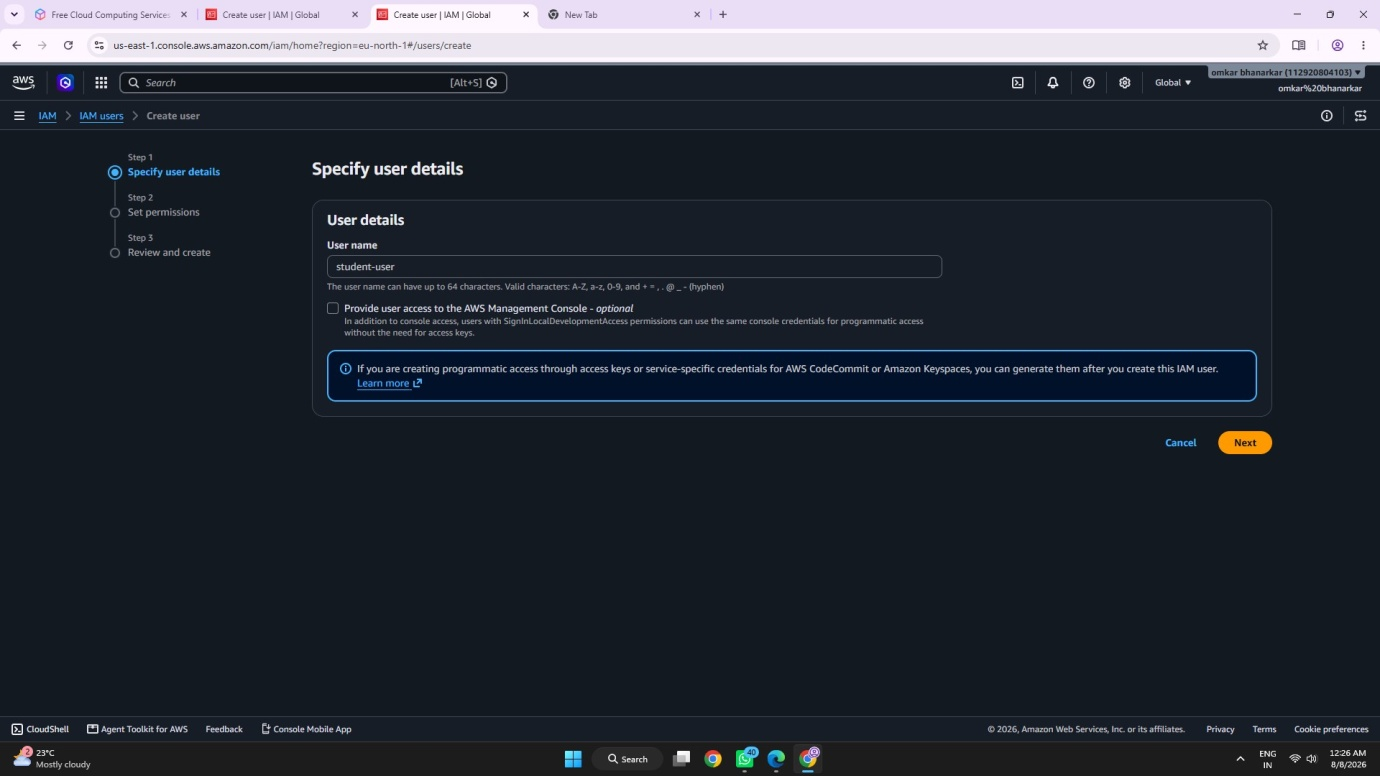 Free Cloud Computing Services
Create user | IAM | Global
Create user | IAM | Global
New Tab
us-east-1.console.aws.amazon.com/iam/home?region=eu-north-1#/users/create
aws
Search
[Alt+S]
Global
omkar bhanarkar (112920804103)
omkar%20bhanarkar
IAM
IAM users
Create user
Step 1
Specify user details
Step 2
Set permissions
Step 3
Review and create
Specify user details
User details
User name
student-user
The user name can have up to 64 characters. Valid characters: A-Z, a-z, 0-9, and + = , . @ _ - (hyphen)
Provide user access to the AWS Management Console - optional
In addition to console access, users with SignInLocalDevelopmentAccess permissions can use the same console credentials for programmatic access
without the need for access keys.
If you are creating programmatic access through access keys or service-specific credentials for AWS CodeCommit or Amazon Keyspaces, you can generate them after you create this IAM user.
Learn more
Cancel
Next
CloudShell
Agent Toolkit for AWS
Feedback
Console Mobile App
© 2026, Amazon Web Services, Inc. or its affiliates.
Privacy
Terms
Cookie preferences
2
23°C
Mostly cloudy
Search
40
ENG
IN
12:26 AM
8/8/2026